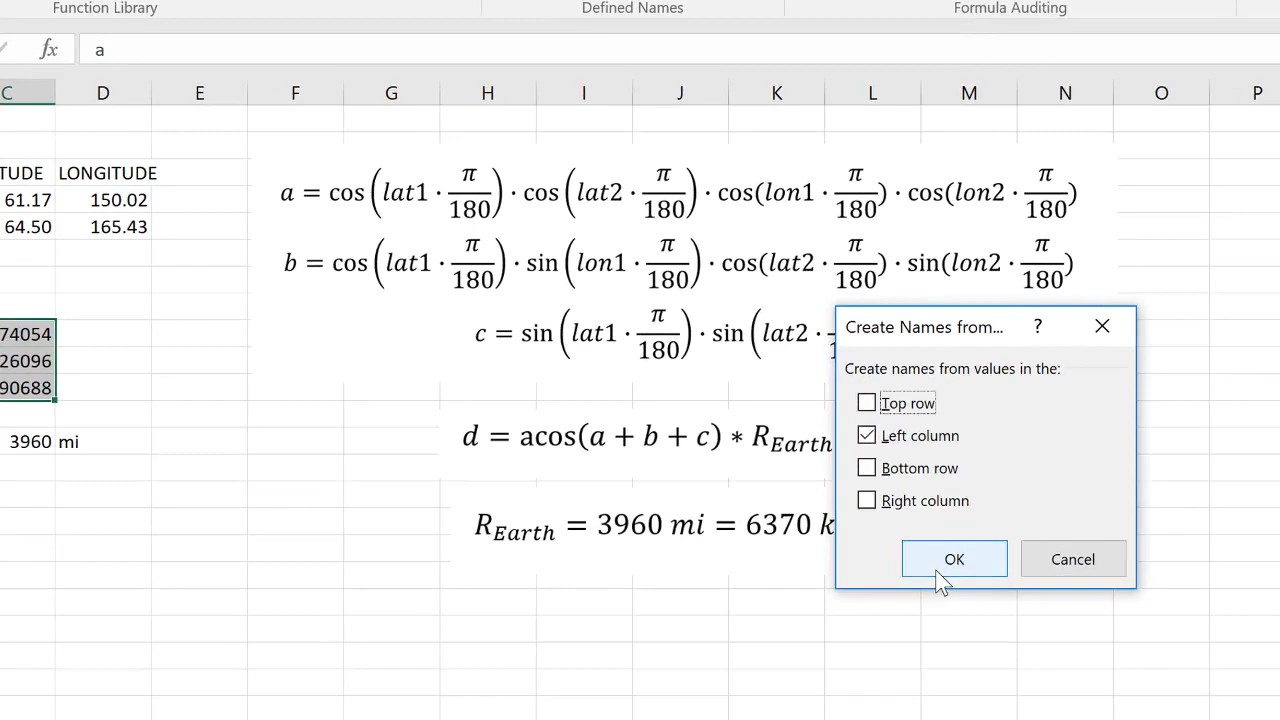 Function Library Defined Names Formula Auditing
fx a
C D E F G H I J K L M N O P
TUDE LONGITUDE
61.17 150.02
64.50 165.43
74054
26096
90688
3960 mi
a = cos(lat1 · π/180) · cos(lat2 · π/180) · cos(lon1 · π/180) · cos(lon2 · π/180)
b = cos(lat1 · π/180) · sin(lon1 · π/180) · cos(lat2 · π/180) · sin(lon2 · π/180)
c = sin(lat1 · π/180) · sin(lat2 ·
d = acos(a + b + c) * R_Earth
R_Earth = 3960 mi = 6370 k
Create Names from... ?
Create names from values in the:
Top row
Left column
Bottom row
Right column
OK Cancel